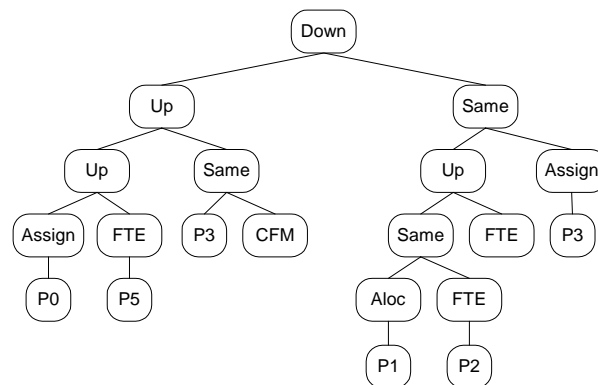 Down
Up Same
Up Same Up Assign
Assign FTE P3 CFM Same FTE P3
P0 P5 Aloc FTE
P1 P2